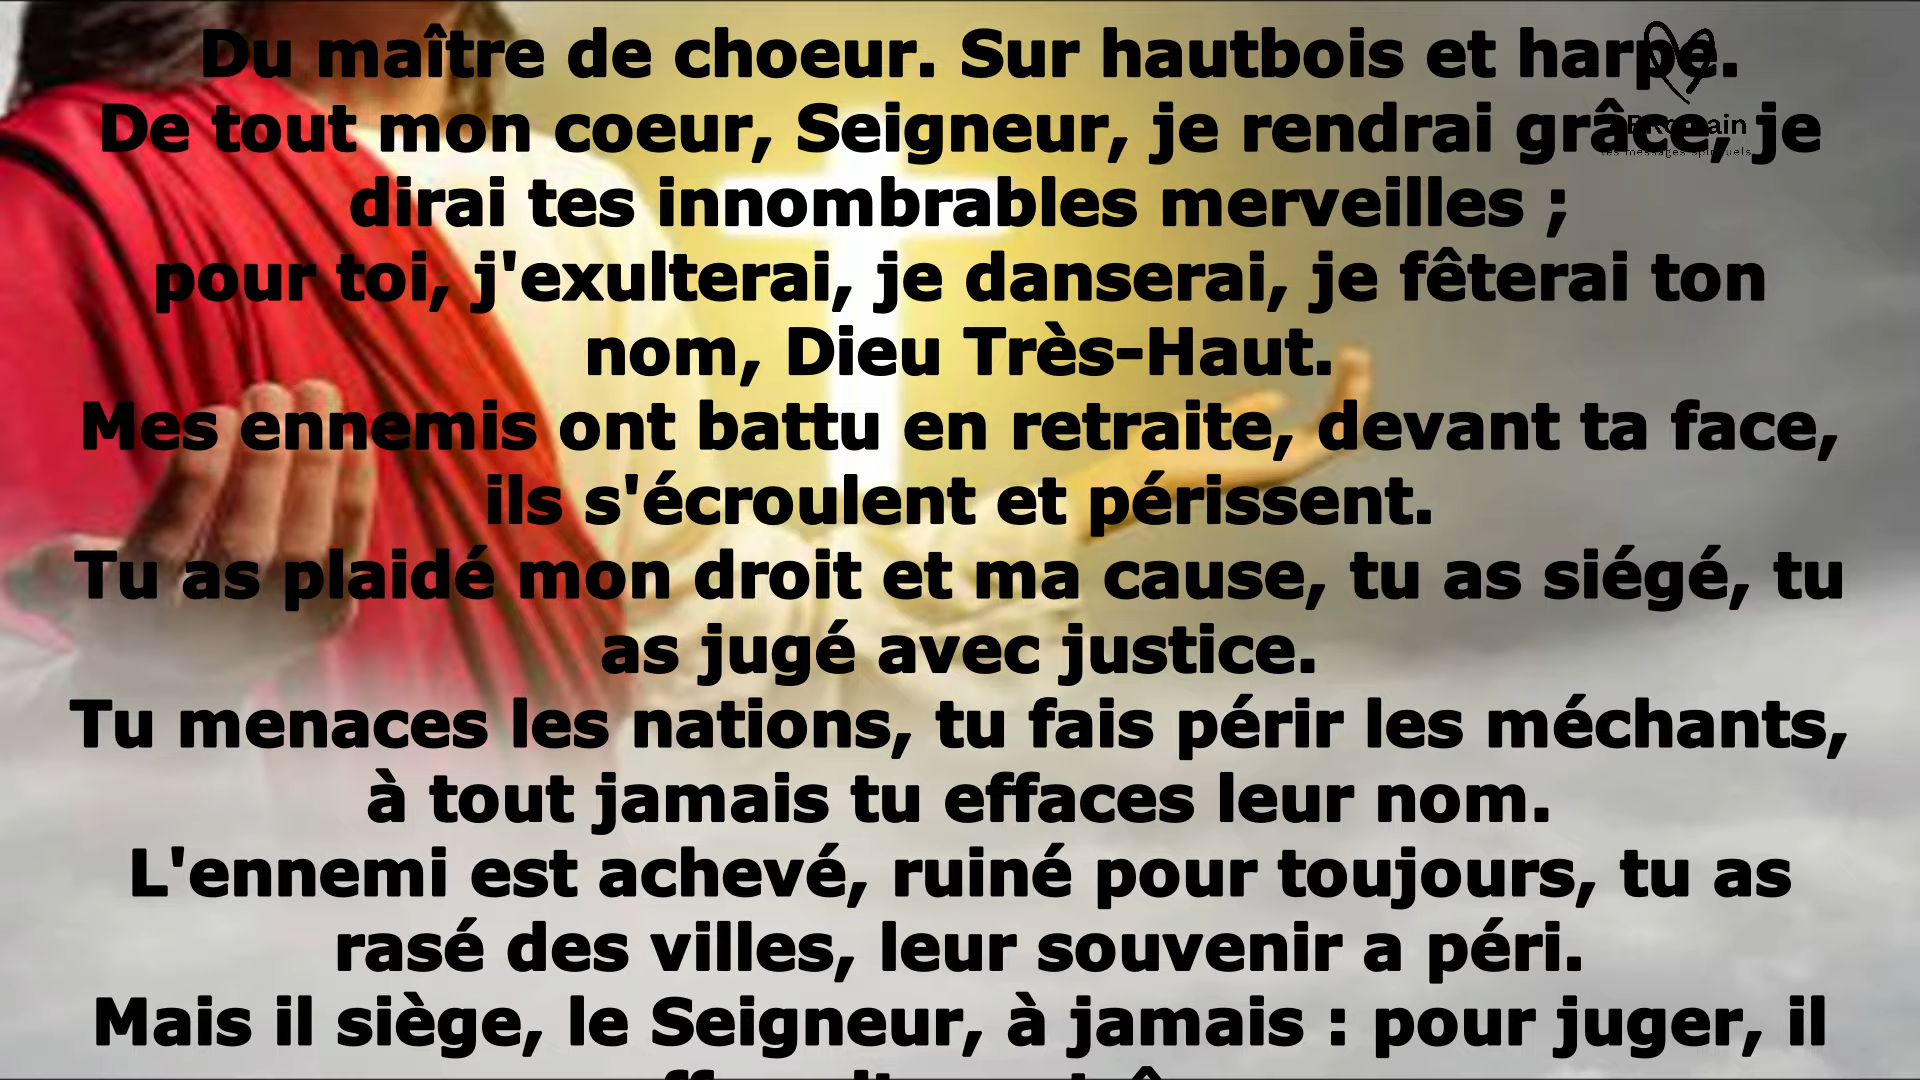 Du maître de choeur. Sur hautbois et harpe.
De tout mon coeur, Seigneur, je rendrai grâce, je
dirai tes innombrables merveilles ;
pour toi, j'exulterai, je danserai, je fêterai ton
nom, Dieu Très-Haut.
Mes ennemis ont battu en retraite, devant ta face,
ils s'écroulent et périssent.
Tu as plaidé mon droit et ma cause, tu as siégé, tu
as jugé avec justice.
Tu menaces les nations, tu fais périr les méchants,
à tout jamais tu effaces leur nom.
L'ennemi est achevé, ruiné pour toujours, tu as
rasé des villes, leur souvenir a péri.
Mais il siège, le Seigneur, à jamais : pour juger, il